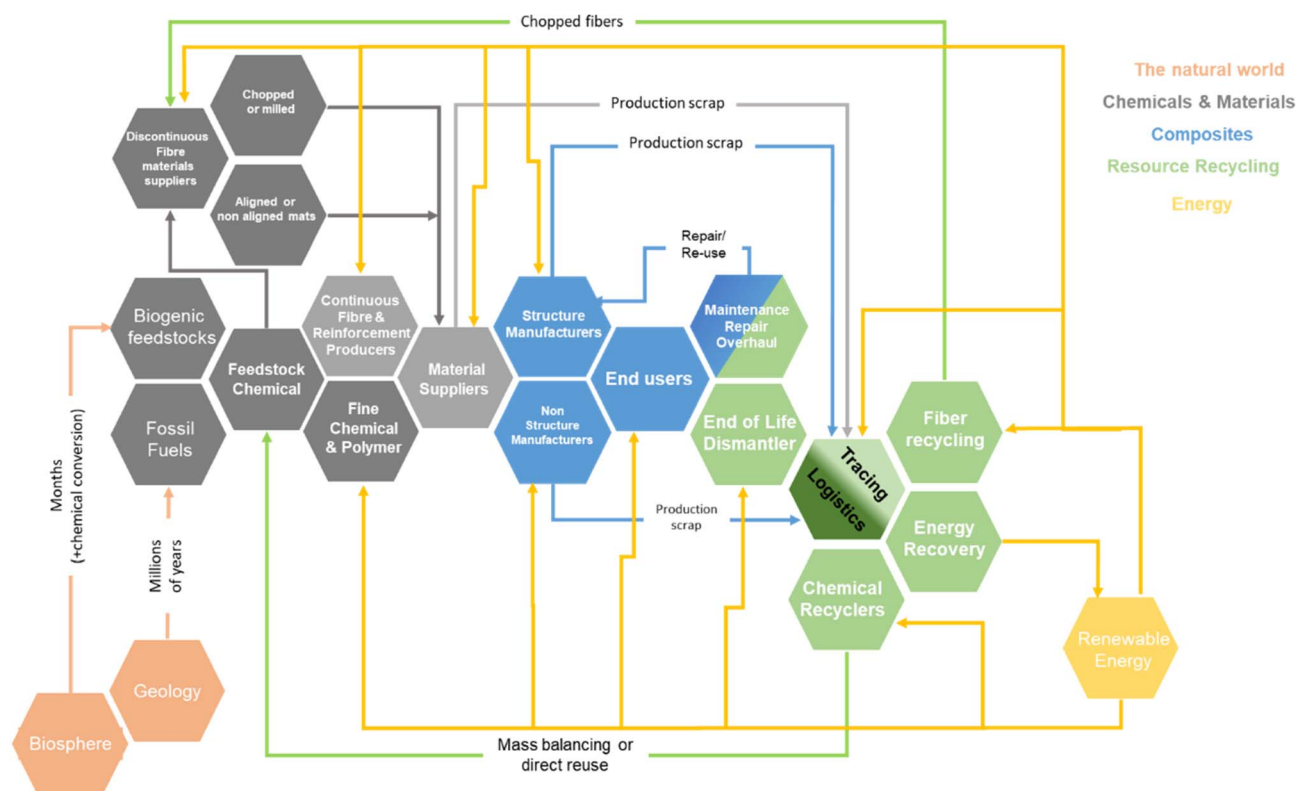 Chopped fibers
The natural world
Chemicals & Materials
Composites
Resource Recycling
Energy
Chopped
or milled
Production scrap
Discontinuous
Fibre
materials
suppliers
Production scrap
Aligned or
non aligned mats
Repair/
Re-use
Biogenic
feedstocks
Continuous
Fibre &
Reinforcement
Producers
Structure
Manufacturers
Maintenance
Repair
Overhaul
Feedstock
Chemical
Material
Suppliers
End users
Fossil
Fuels
Fine
Chemical
& Polymer
Non
Structure
Manufacturers
End of Life
Dismantler
Fiber
recycling
Tracing
Logistics
Months
(+chemical conversion)
Millions
of years
Production
scrap
Energy
Recovery
Chemical
Recyclers
Renewable
Energy
Geology
Biosphere
Mass balancing or
direct reuse